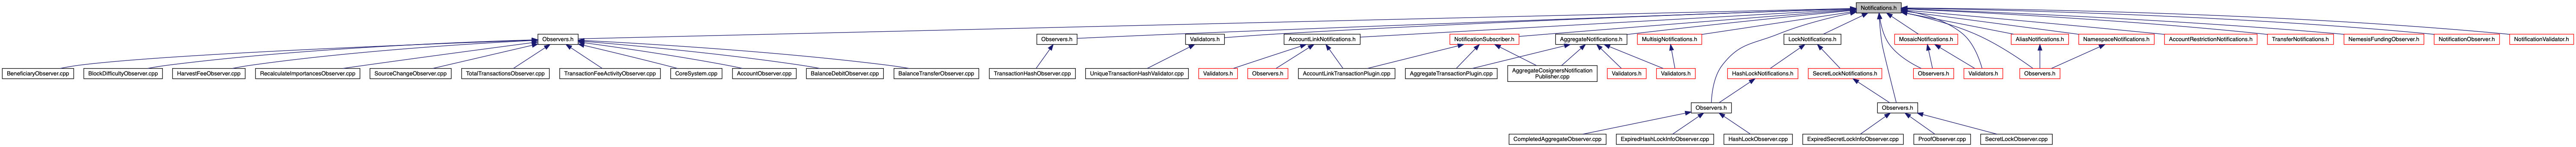 Notifications.h
Observers.h
Observers.h
Validators.h
AccountLinkNotifications.h
NotificationSubscriber.h
AggregateNotifications.h
MultisigNotifications.h
LockNotifications.h
MosaicNotifications.h
AliasNotifications.h
NamespaceNotifications.h
AccountRestrictionNotifications.h
TransferNotifications.h
NemesisFundingObserver.h
NotificationObserver.h
NotificationValidator.h
BeneficiaryObserver.cpp
BlockDifficultyObserver.cpp
HarvestFeeObserver.cpp
RecalculateImportancesObserver.cpp
SourceChangeObserver.cpp
TotalTransactionsObserver.cpp
TransactionFeeActivityObserver.cpp
CoreSystem.cpp
AccountObserver.cpp
BalanceDebitObserver.cpp
BalanceTransferObserver.cpp
TransactionHashObserver.cpp
UniqueTransactionHashValidator.cpp
Validators.h
Observers.h
AccountLinkTransactionPlugin.cpp
AggregateTransactionPlugin.cpp
AggregateCosignersNotification
Publisher.cpp
Validators.h
Validators.h
HashLockNotifications.h
SecretLockNotifications.h
Observers.h
Validators.h
Observers.h
Observers.h
Observers.h
CompletedAggregateObserver.cpp
ExpiredHashLockInfoObserver.cpp
HashLockObserver.cpp
ExpiredSecretLockInfoObserver.cpp
ProofObserver.cpp
SecretLockObserver.cpp